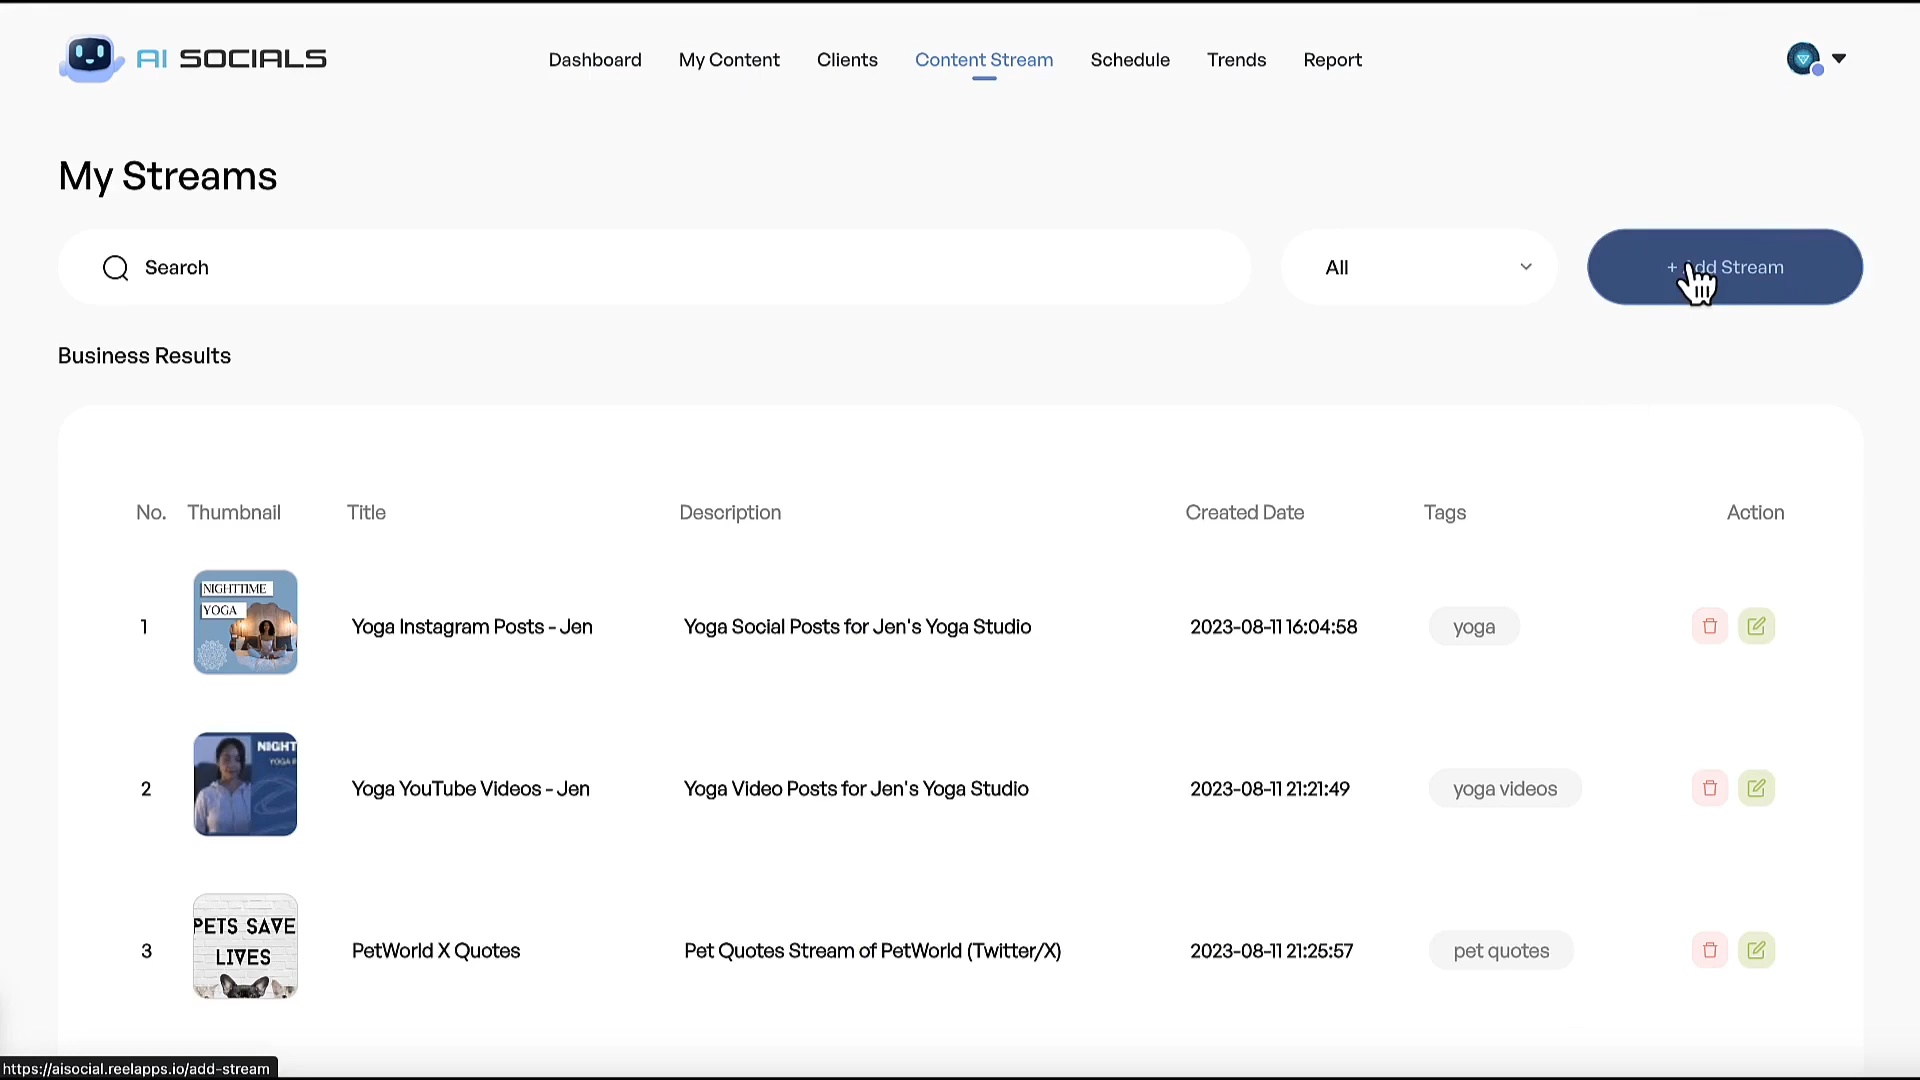 AI SOCIALS
Dashboard
My Content
Clients
Content Stream
Schedule
Trends
Report
My Streams
Search
All
+ Add Stream
Business Results
No.
Thumbnail
Title
Description
Created Date
Tags
Action
1
NIGHTTIME
YOGA
Yoga Instagram Posts - Jen
Yoga Social Posts for Jen's Yoga Studio
2023-08-11 16:04:58
yoga
2
NIGHT
YOGA
Yoga YouTube Videos - Jen
Yoga Video Posts for Jen's Yoga Studio
2023-08-11 21:21:49
yoga videos
3
PETS SAVE
LIVES
PetWorld X Quotes
Pet Quotes Stream of PetWorld (Twitter/X)
2023-08-11 21:25:57
pet quotes
https://aisocial.reelapps.io/add-stream